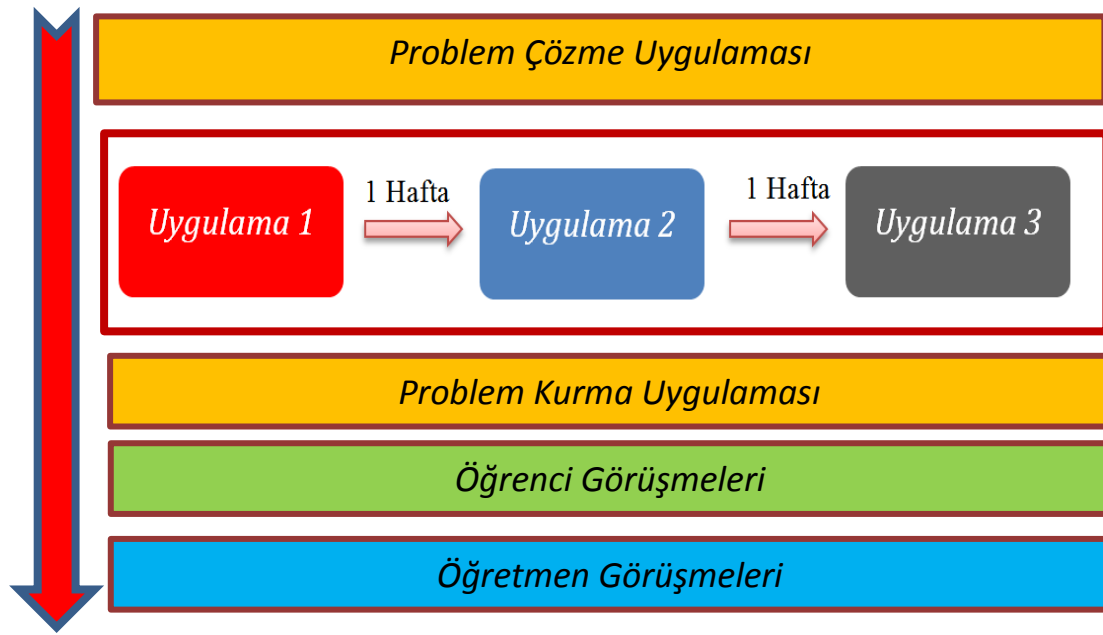 Problem Çözme Uygulaması
1 Hafta
1 Hafta
Uygulama 1
Uygulama 2
Uygulama 3
Problem Kurma Uygulaması
Öğrenci Görüşmeleri
Öğretmen Görüşmeleri